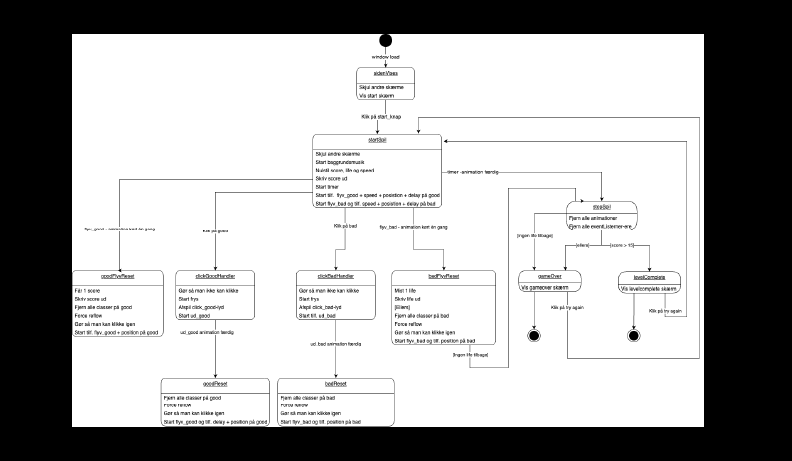 window load
sidenVises
Skjul andre skærme
Vis start skærm
Klik på start_knap
startSpil
Skjul andre skærme
Start baggrundsmusik
Nulstil score, life og speed
Skriv score ud
Start timer
Start tilf. flyv_good + speed + position + delay på good
Start flyv_bad og tilf. speed + position + delay på bad
timer -animation færdig
stopSpil
Fjern alle animationer
Fjern alle eventListerner-ere
flyv_good - animation kørt én gang
Klik på good
Klik på bad
flyv_bad - animation kørt én gang
[ingen life tilbage]
[ellers]
[score > 15]
goodFlyvReset
Får 1 score
Skriv score ud
Fjern alle classer på good
Force reflow
Gør så man kan klikke igen
Start tilf. flyv_good + position på good
clickGoodHandler
Gør så man ikke kan klikke
Start frys
Afspil click_good-lyd
Start ud_good
clickBadHandler
Gør så man ikke kan klikke
Start frys
Afspil click_bad-lyd
Start tilf. ud_bad
badFlyvReset
Mist 1 life
Skriv life ud
[Ellers]
Fjern alle classer på bad
Force reflow
Gør så man kan klikke igen
Start flyv_bad og tilf. position på bad
gameOver
Vis gameover skærm
levelComplete
Vis levelcomplete skærm
Klik på try again
Klik på try again
ud_good animation færdig
ud_bad animation færdig
[Ingen life tilbage]
goodReset
Fjern alle classer på good
Force reflow
Gør så man kan klikke igen
Start flyv_good og tilf. delay + position på good
badReset
Fjern alle classer på bad
Force reflow
Gør så man kan klikke igen
Start flyv_bad og tilf. position på bad